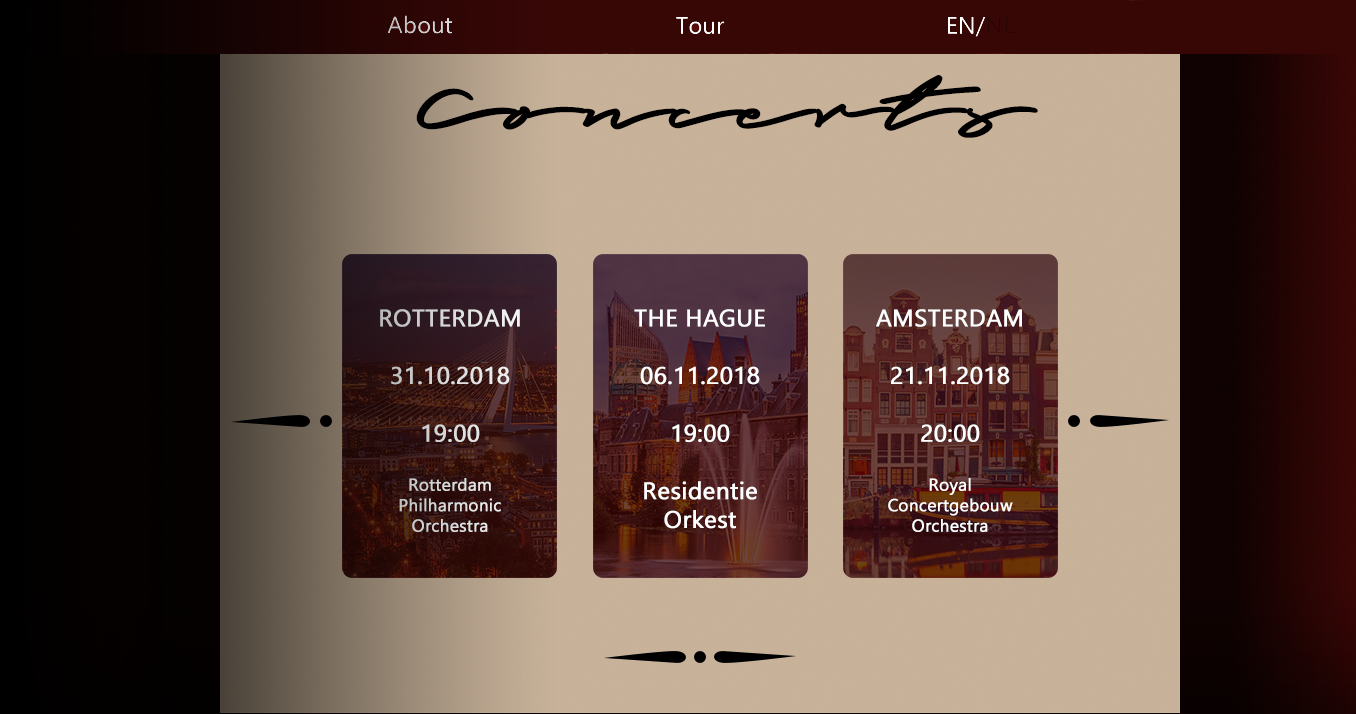 About Tour EN/NL
Concerts
ROTTERDAM
31.10.2018
19:00
Rotterdam
Philharmonic
Orchestra
THE HAGUE
06.11.2018
19:00
Residentie
Orkest
AMSTERDAM
21.11.2018
20:00
Royal
Concertgebouw
Orchestra